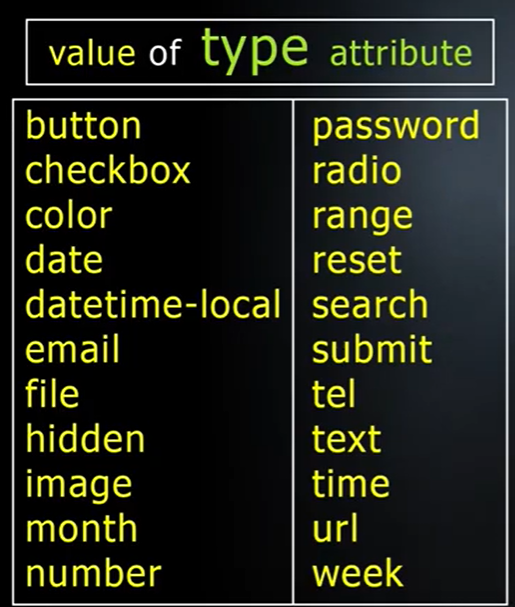 value of type attribute
button
checkbox
color
date
datetime-local
email
file
hidden
image
month
number
password
radio
range
reset
search
submit
tel
text
time
url
week